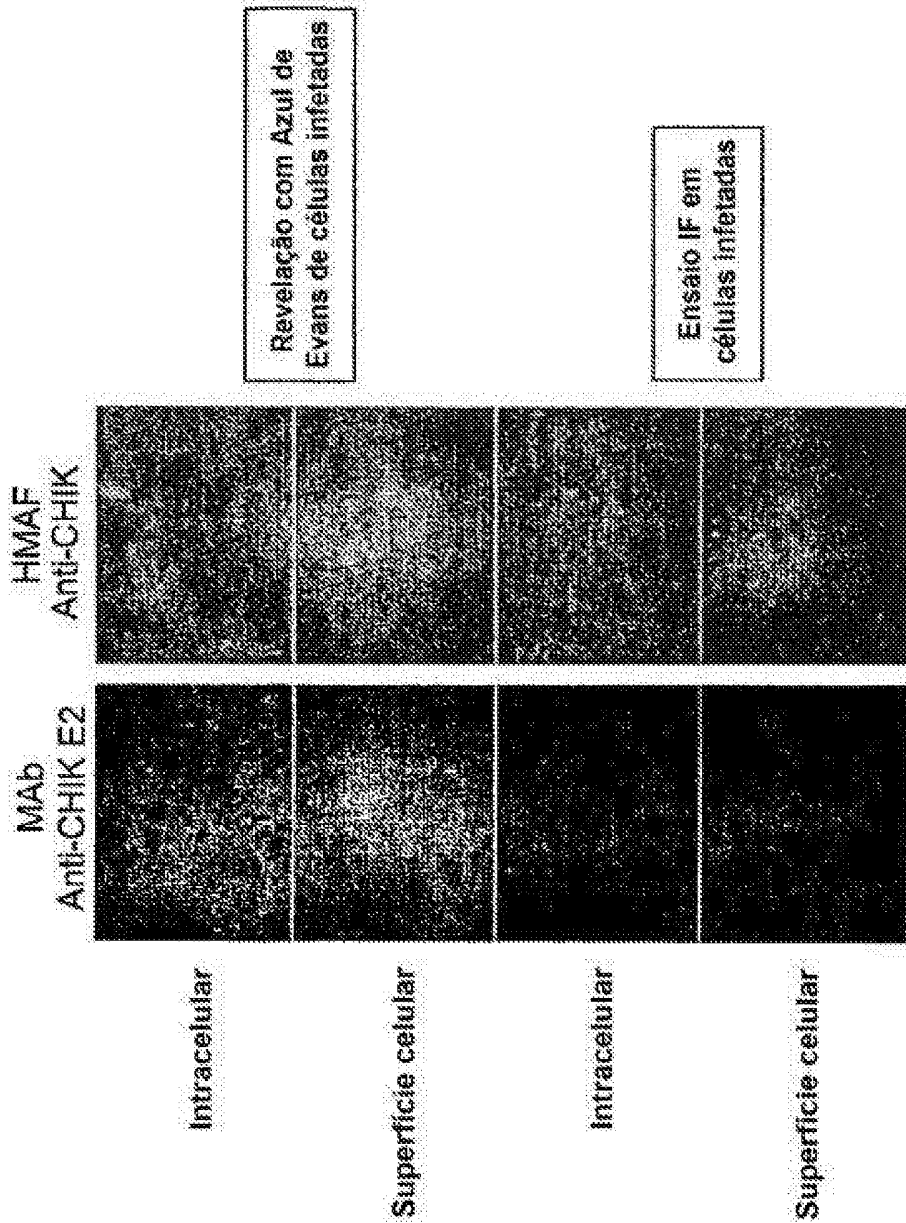 MAb
Anti-CHIK E2
HMAF
Anti-CHIK
Intracelular
Superfície celular
Intracelular
Superfície celular
Revelação com Azul de
Evans de células infetadas
Ensaio IF em
células infetadas